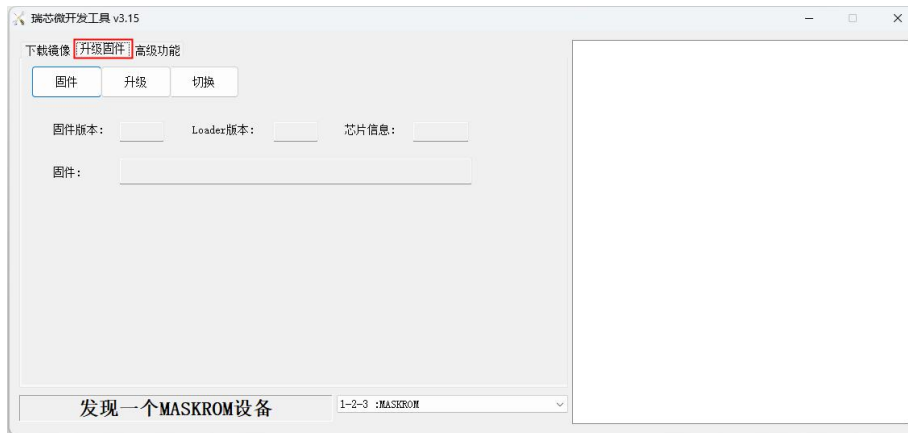 瑞芯微开发工具 v3.15
下载镜像 升级固件 高级功能
固件 升级 切换
固件版本: Loader版本: 芯片信息:
固件:
发现一个MASKROM设备 1-2-3 :MASKROM